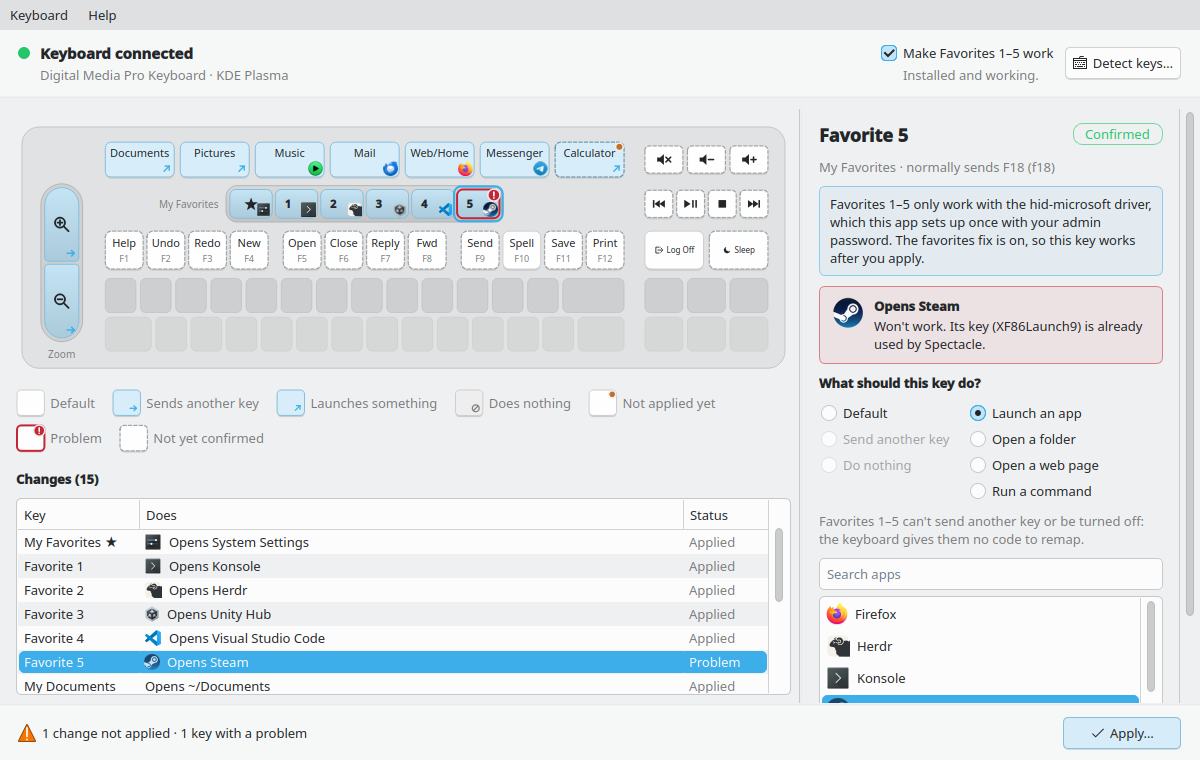 Keyboard Help
Keyboard connected
Digital Media Pro Keyboard · KDE Plasma
Make Favorites 1–5 work
Installed and working.
Detect keys...
Documents Pictures Music Mail Web/Home Messenger Calculator
My Favorites ★ 1 2 3 4 5
Help Undo Redo New Open Close Reply Fwd Send Spell Save Print
F1 F2 F3 F4 F5 F6 F7 F8 F9 F10 F11 F12
Log Off Sleep
Zoom
Default Sends another key Launches something Does nothing Not applied yet
Problem Not yet confirmed
Changes (15)
Key Does Status
My Favorites ★ Opens System Settings Applied
Favorite 1 Opens Konsole Applied
Favorite 2 Opens Herdr Applied
Favorite 3 Opens Unity Hub Applied
Favorite 4 Opens Visual Studio Code Applied
Favorite 5 Opens Steam Problem
My Documents Opens ~/Documents Applied
Favorite 5 Confirmed
My Favorites · normally sends F18 (f18)
Favorites 1–5 only work with the hid-microsoft driver,
which this app sets up once with your admin
password. The favorites fix is on, so this key works
after you apply.
Opens Steam
Won't work. Its key (XF86Launch9) is already
used by Spectacle.
What should this key do?
Default Launch an app
Send another key Open a folder
Do nothing Open a web page
Run a command
Favorites 1–5 can't send another key or be turned off:
the keyboard gives them no code to remap.
Search apps
Firefox
Herdr
Konsole
1 change not applied · 1 key with a problem
Apply...